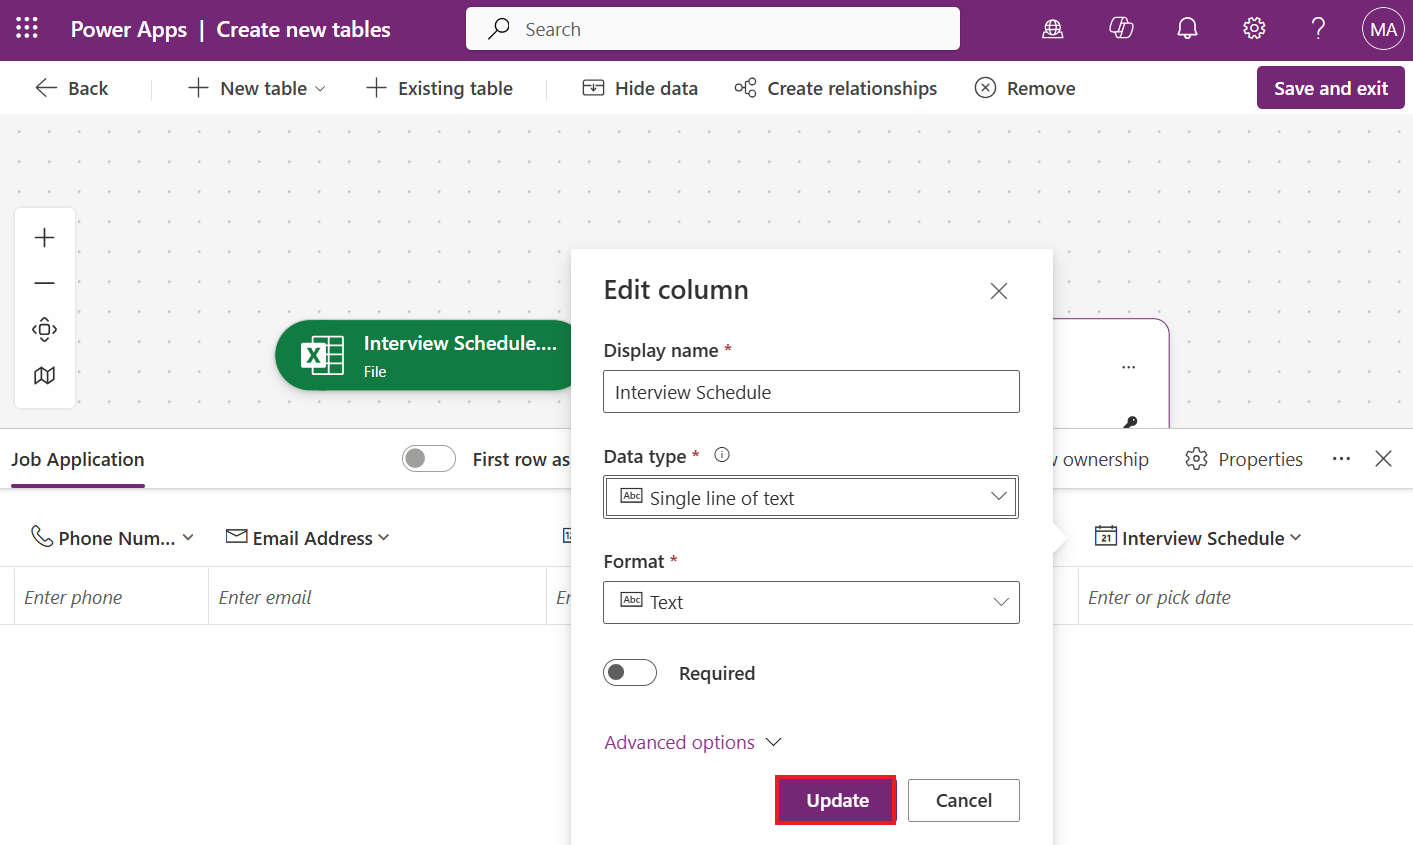 Power Apps | Create new tables
Search
MA
Back
New table
Existing table
Hide data
Create relationships
Remove
Save and exit
X
Interview Schedule....
File
Edit column
Display name *
Interview Schedule
Data type *
Abc Single line of text
Format *
Abc Text
Required
Advanced options
Update
Cancel
...
Job Application
First row as
ownership
Properties
...
Phone Num...
Email Address
21 Interview Schedule
Enter phone
Enter email
Enter or pick date